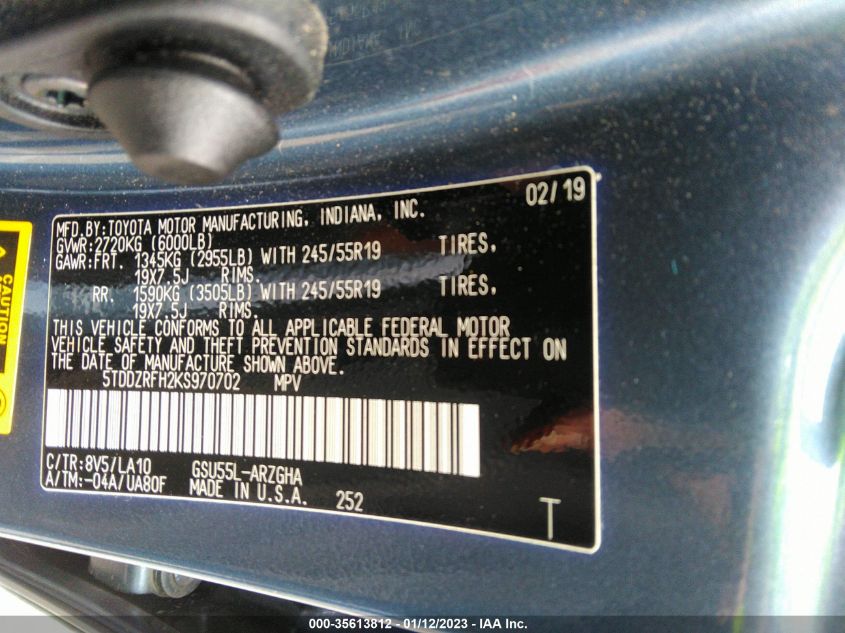 02/19
MFD.BY:TOYOTA MOTOR MANUFACTURING, INDIANA, INC.
GVWR:2720KG (6000LB)
GAWR:FRT. 1345KG (2955LB) WITH 245/55R19 TIRES,
19X7.5J RIMS.
RR. 1590KG (3505LB) WITH 245/55R19 TIRES,
19X7.5J RIMS.
THIS VEHICLE CONFORMS TO ALL APPLICABLE FEDERAL MOTOR
VEHICLE SAFETY AND THEFT PREVENTION STANDARDS IN EFFECT ON
THE DATE OF MANUFACTURE SHOWN ABOVE.
5TDDZRFH2KS970702 MPV
C/TR:8V5/LA10 GSU55L-ARZGHA
A/TM:-04A/UA80F MADE IN U.S.A. 252
T
CAUTION
000-35613812 - 01/12/2023 - IAA Inc.